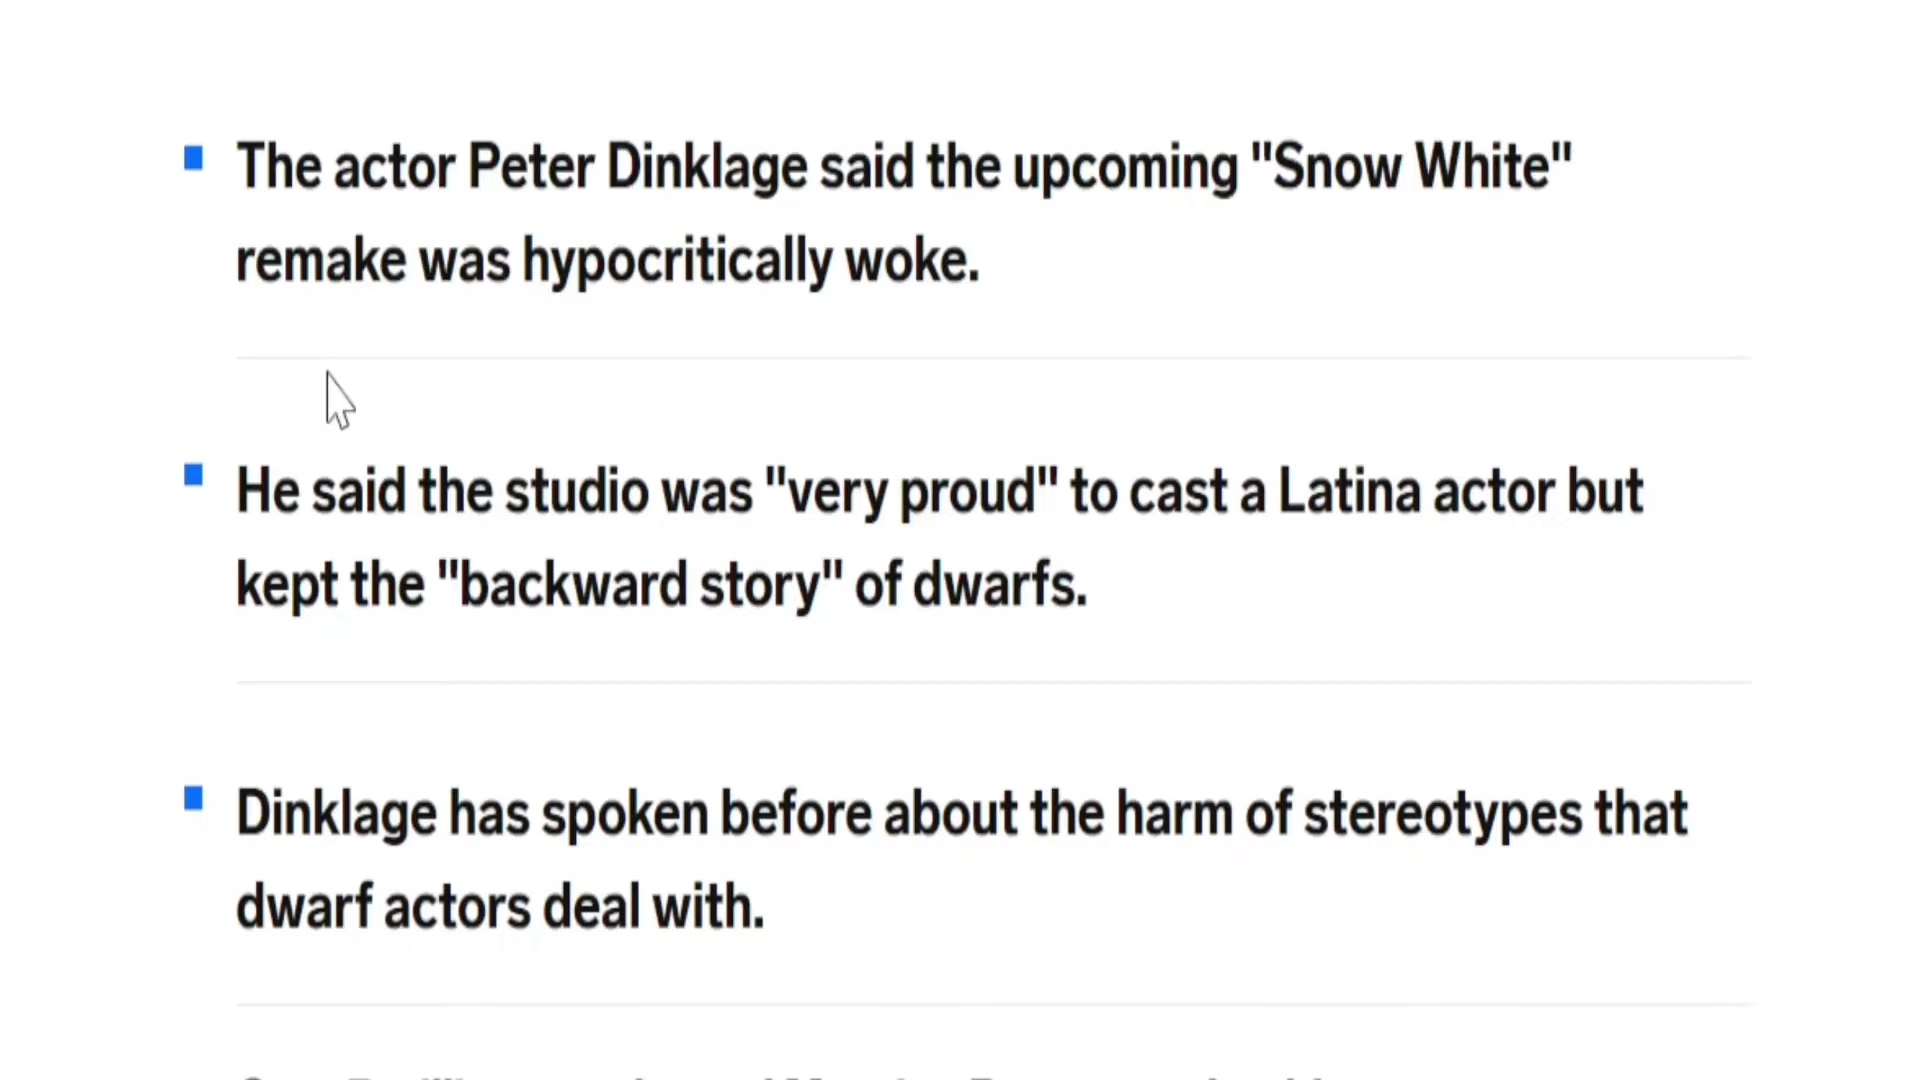 The actor Peter Dinklage said the upcoming "Snow White"
remake was hypocritically woke.
He said the studio was "very proud" to cast a Latina actor but
kept the "backward story" of dwarfs.
Dinklage has spoken before about the harm of stereotypes that
dwarf actors deal with.